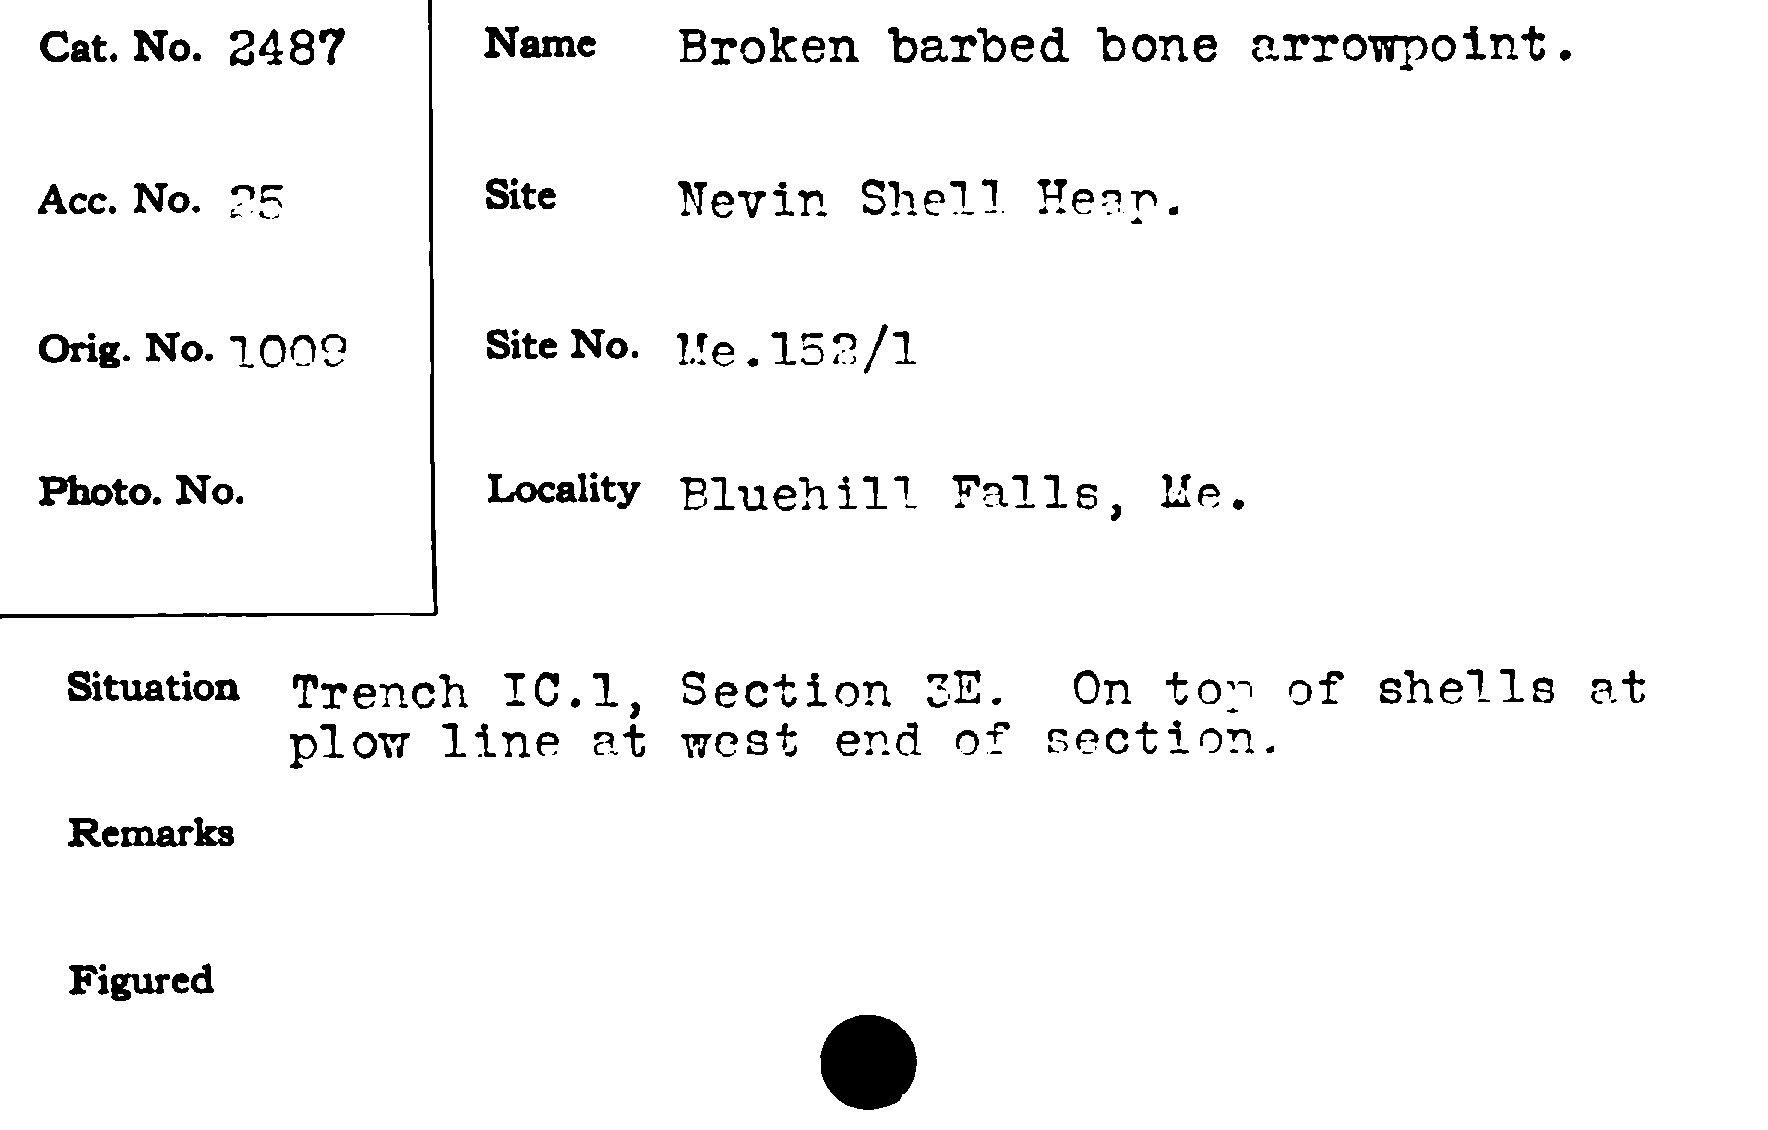 Cat. No. 2487
Name Broken barbed bone arrowpoint.
Acc. No. 25
Site Nevin Shell Heap.
Orig. No. 1009
Site No. Me.152/1
Photo. No.
Locality Bluehill Falls, Me.
Situation Trench IC.1, Section 3E. On top of shells at
plow line at west end of section.
Remarks
Figured